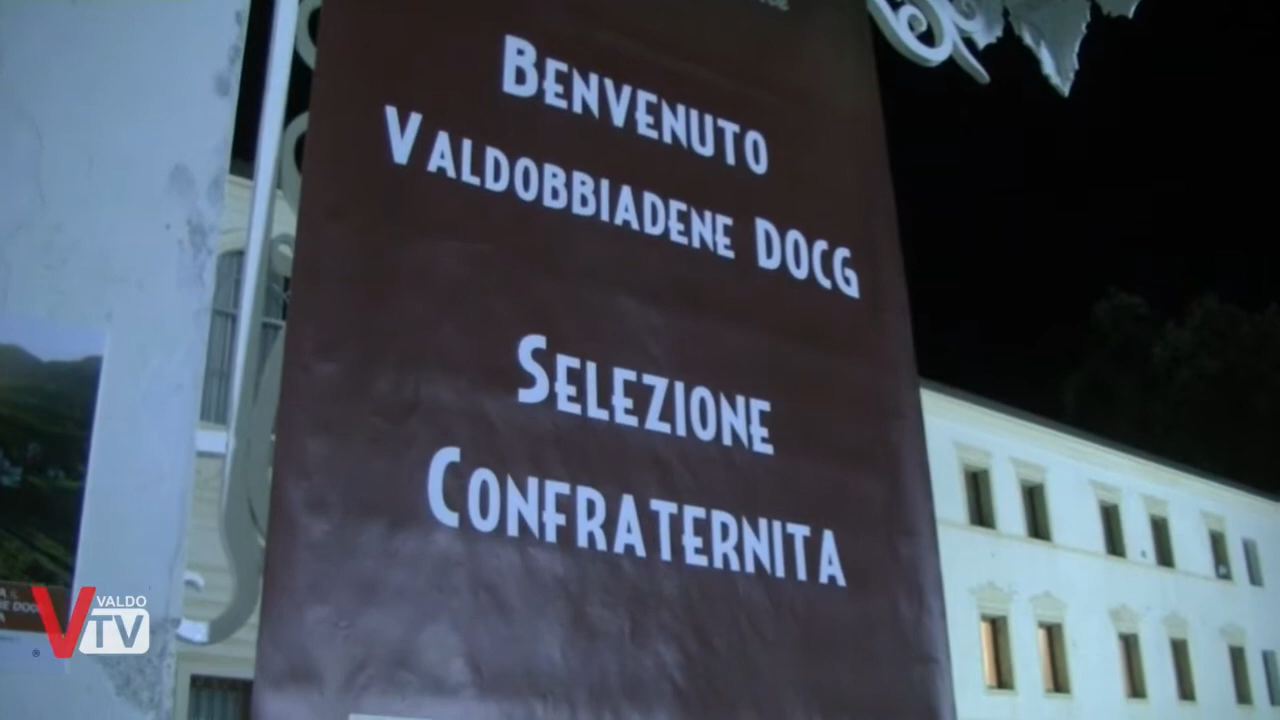 Benvenuto
Valdobbiadene DOCG
Selezione
Confraternita
VALDO
TV